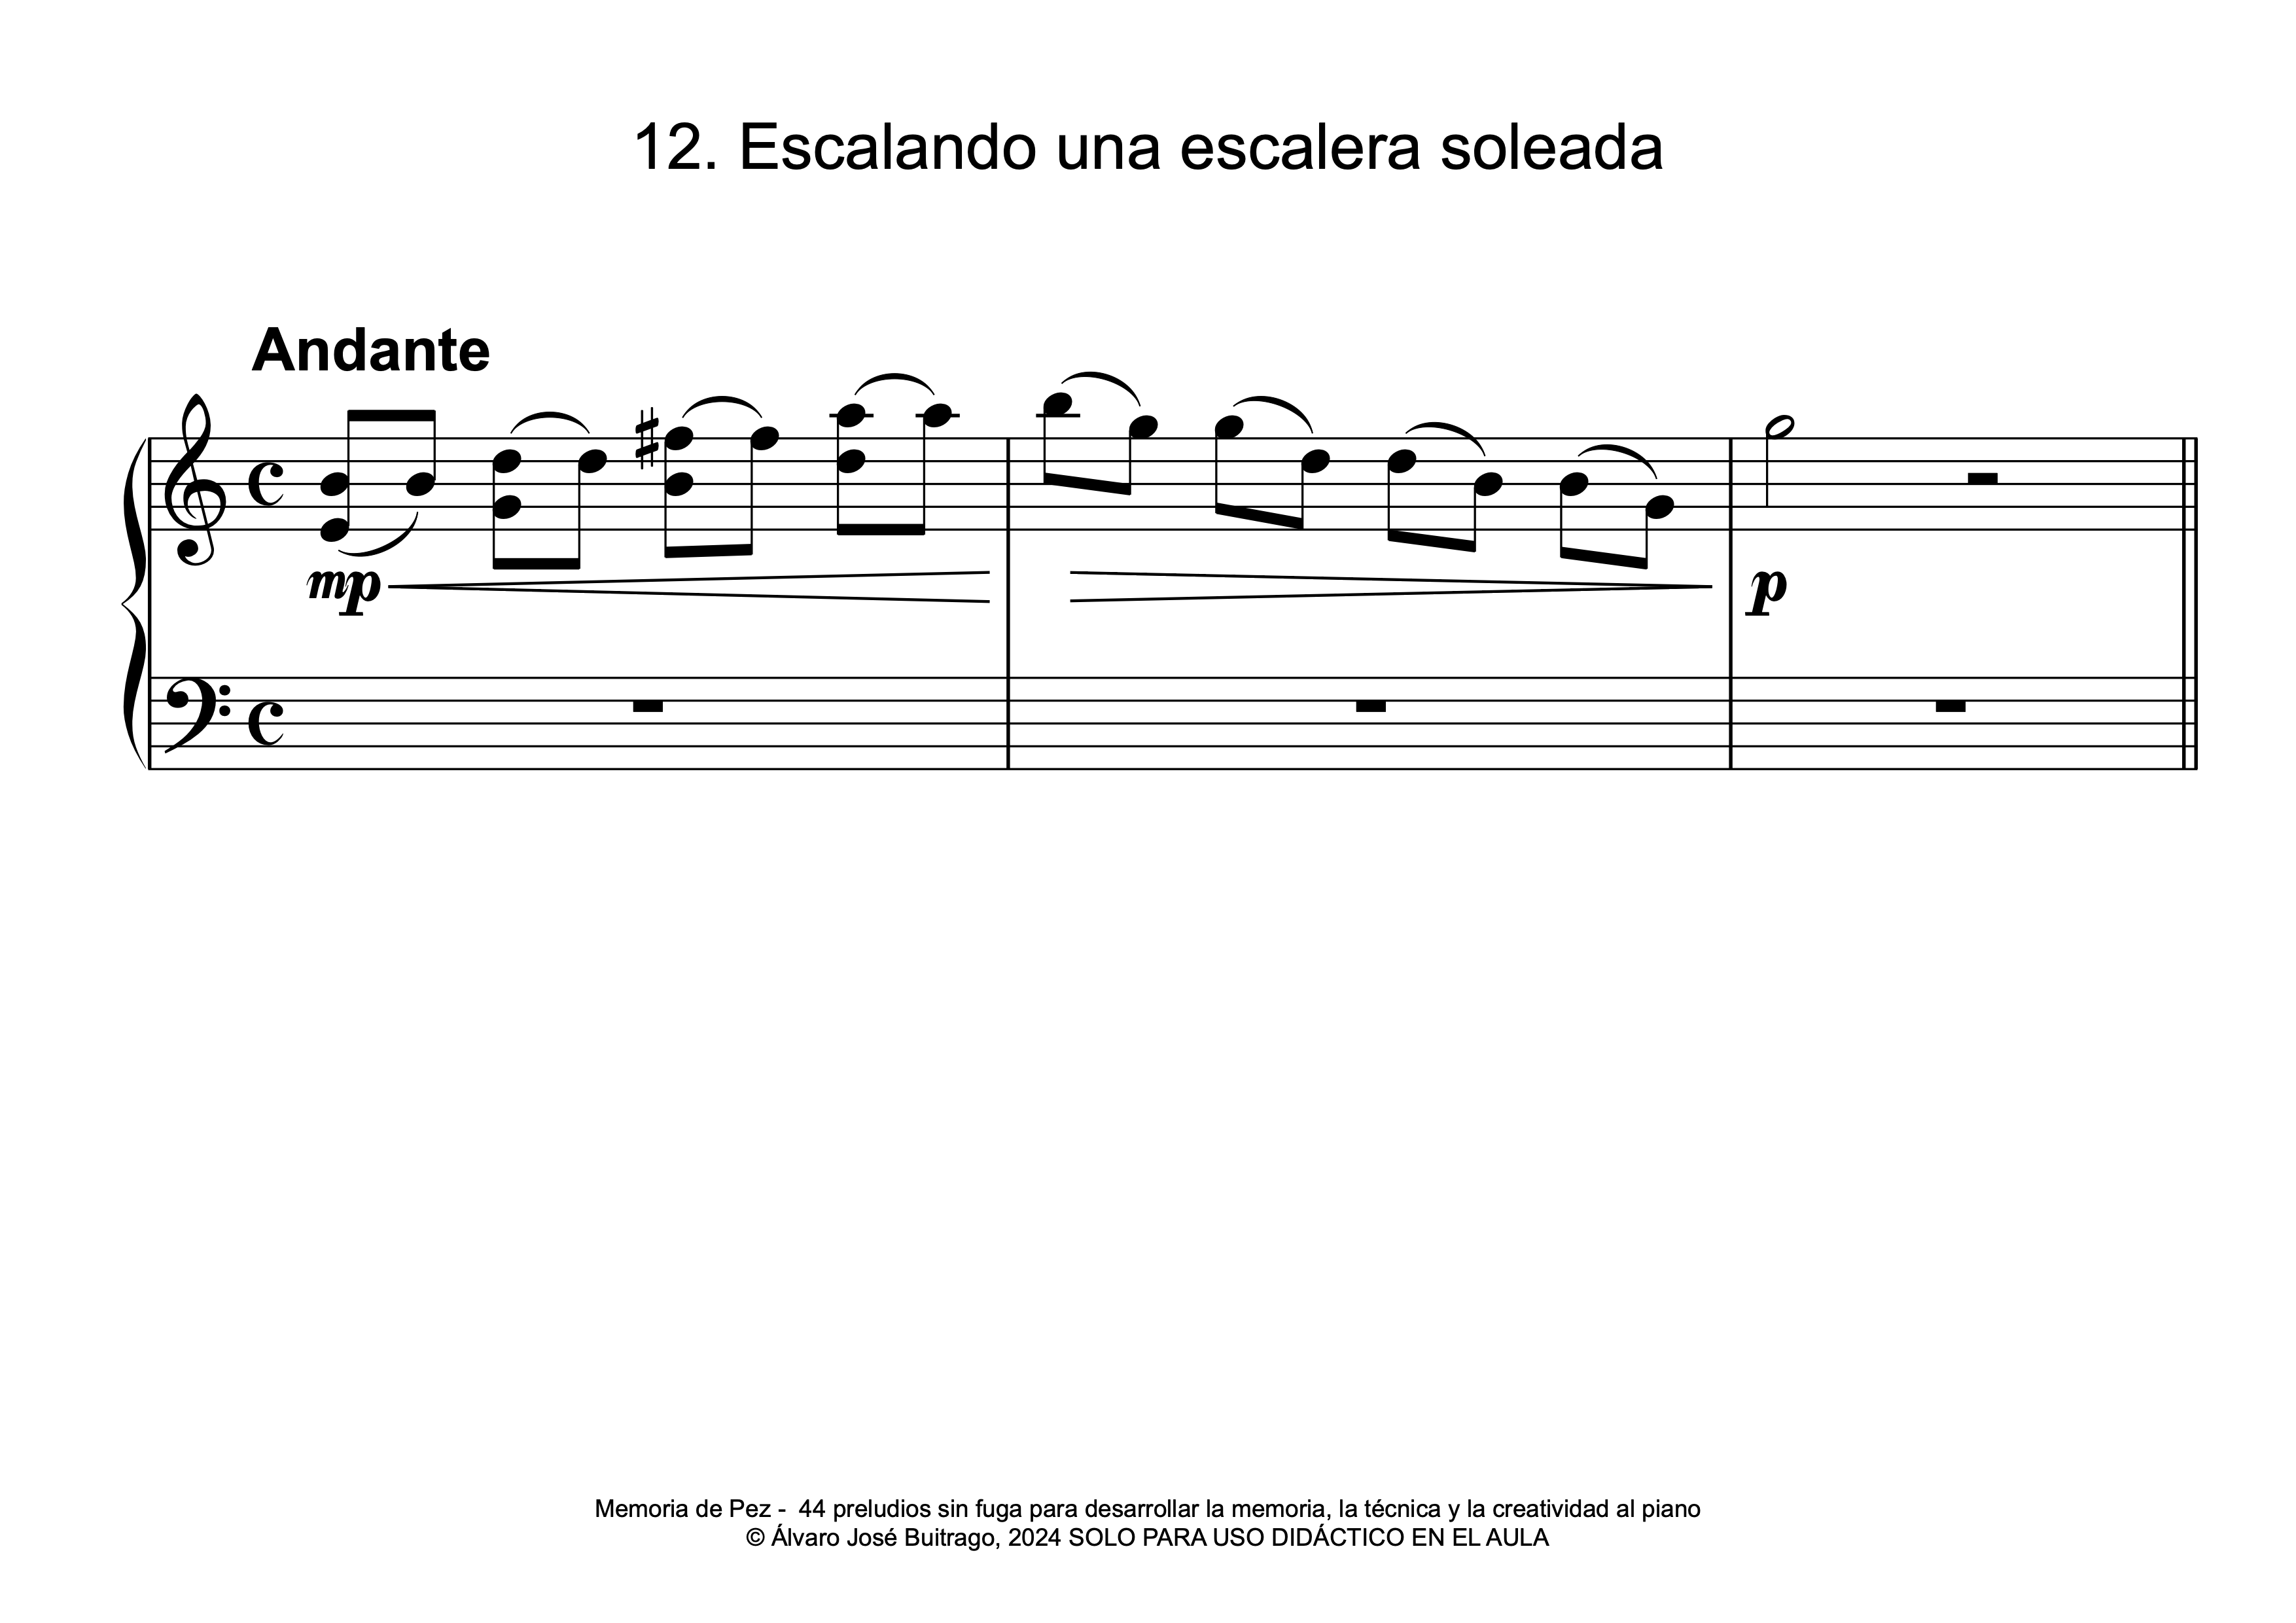 12. Escalando una escalera soleada
Andante
mp
p
Memoria de Pez - 44 preludios sin fuga para desarrollar la memoria, la técnica y la creatividad al piano
© Álvaro José Buitrago, 2024 SOLO PARA USO DIDÁCTICO EN EL AULA